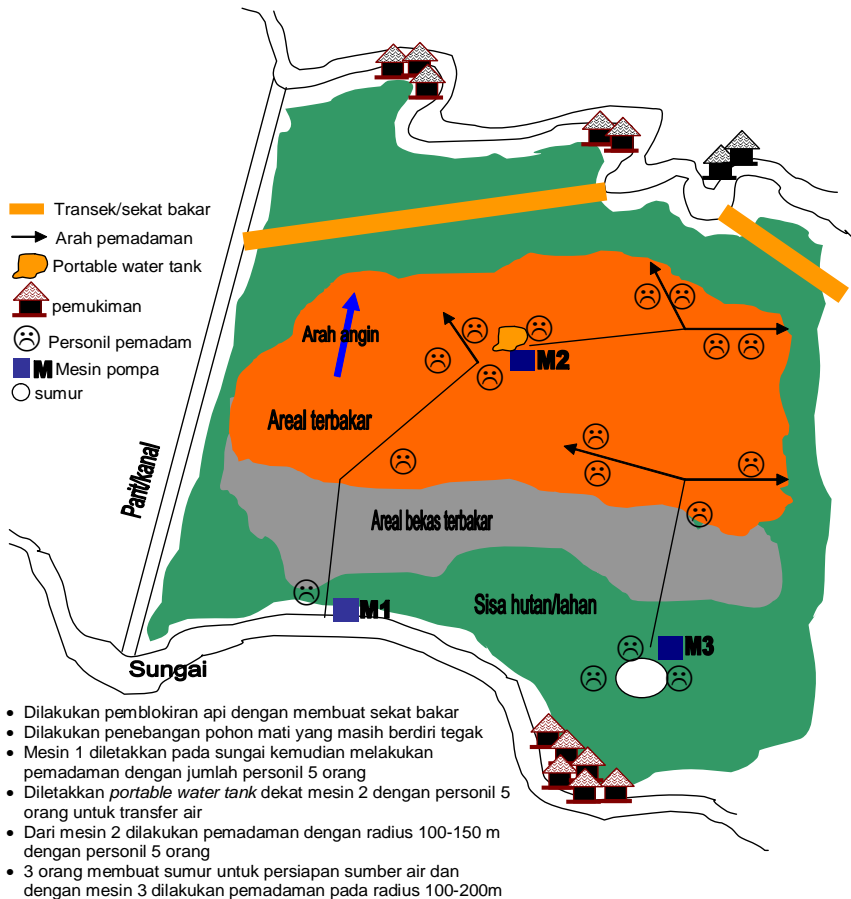 Transek/sekat bakar
Arah pemadaman
Portable water tank
pemukiman
Personil pemadam
M Mesin pompa
sumur
Parit/kanal
Arah angin
M2
Areal terbakar
Areal bekas terbakar
Sisa hutan/lahan
M1
M3
Sungai
• Dilakukan pemblokiran api dengan membuat sekat bakar
• Dilakukan penebangan pohon mati yang masih berdiri tegak
• Mesin 1 diletakkan pada sungai kemudian melakukan
pemadaman dengan jumlah personil 5 orang
• Diletakkan portable water tank dekat mesin 2 dengan personil 5
orang untuk transfer air
• Dari mesin 2 dilakukan pemadaman dengan radius 100-150 m
dengan personil 5 orang
• 3 orang membuat sumur untuk persiapan sumber air dan
dengan mesin 3 dilakukan pemadaman pada radius 100-200m